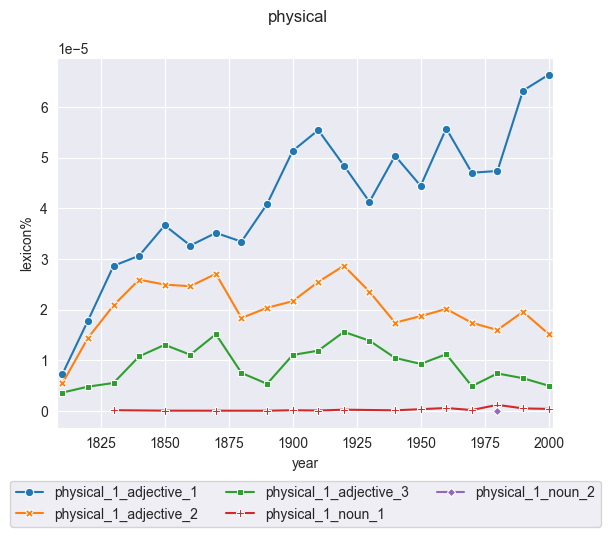 physical
1e−5
6
5
4
3
2
1
0
lexicon%
1825 1850 1875 1900 1925 1950 1975 2000
year
physical_1_adjective_1 physical_1_adjective_3 physical_1_noun_2
physical_1_adjective_2 physical_1_noun_1